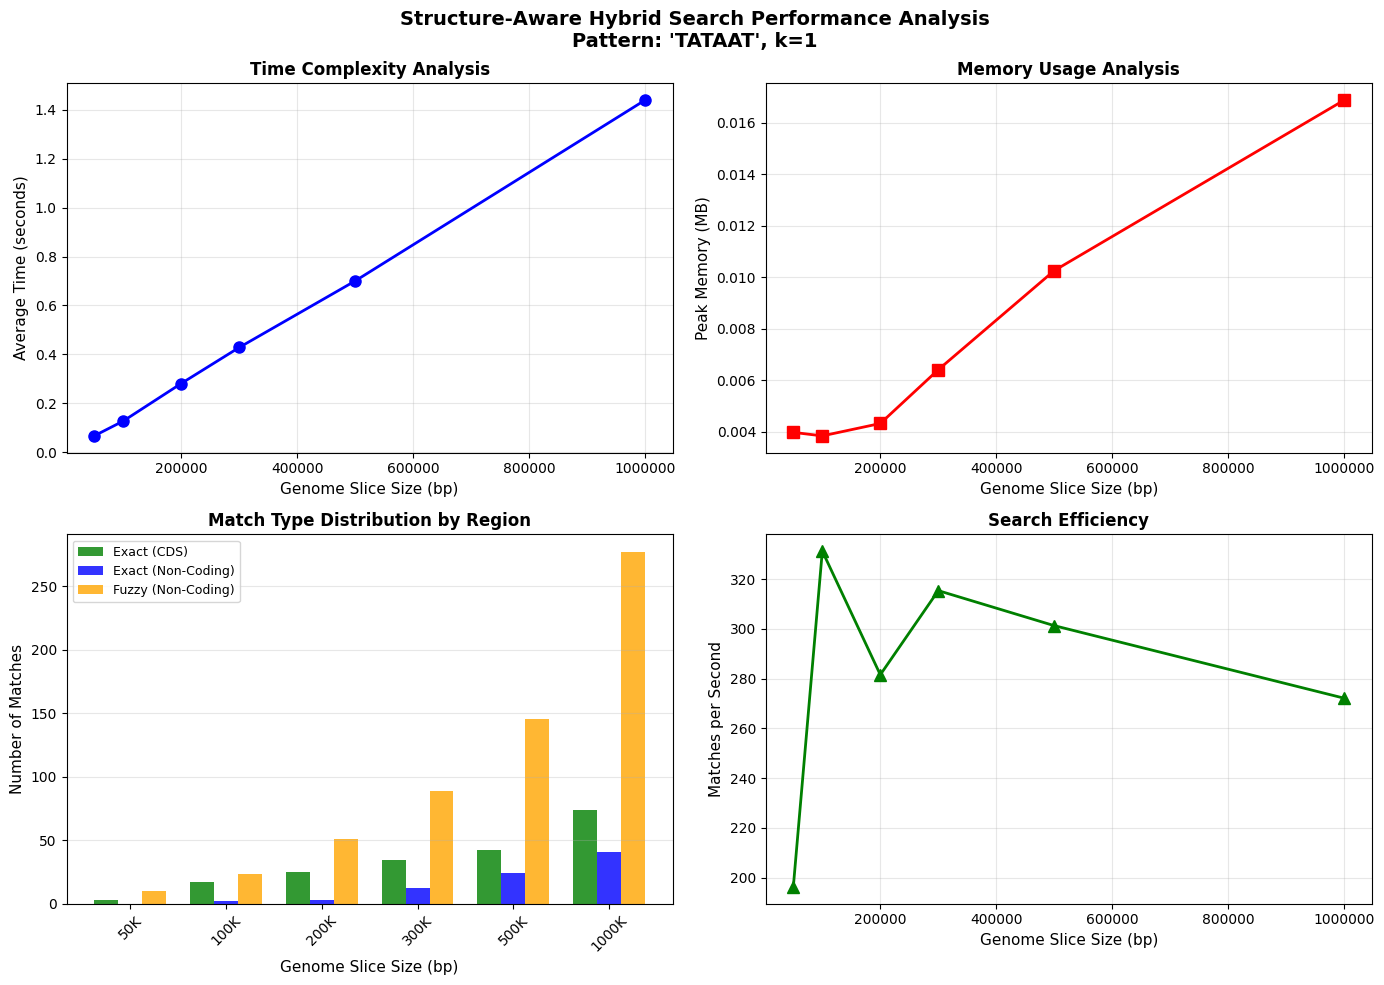 Structure-Aware Hybrid Search Performance Analysis
Pattern: 'TATAAT', k=1
Time Complexity Analysis
Average Time (seconds)
1.4
1.2
1.0
0.8
0.6
0.4
0.2
0.0
200000 400000 600000 800000 1000000
Genome Slice Size (bp)
Memory Usage Analysis
Peak Memory (MB)
0.016
0.014
0.012
0.010
0.008
0.006
0.004
200000 400000 600000 800000 1000000
Genome Slice Size (bp)
Match Type Distribution by Region
Exact (CDS)
Exact (Non-Coding)
Fuzzy (Non-Coding)
Number of Matches
250
200
150
100
50
0
50K 100K 200K 300K 500K 1000K
Genome Slice Size (bp)
Search Efficiency
Matches per Second
320
300
280
260
240
220
200
200000 400000 600000 800000 1000000
Genome Slice Size (bp)